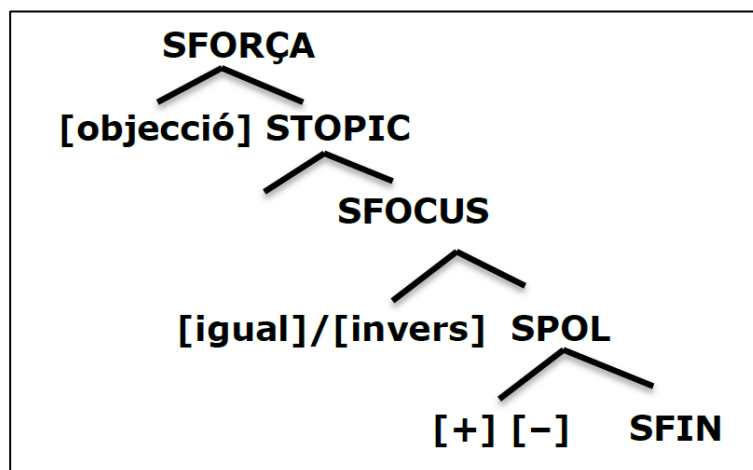 SFORÇA
[objecció] STOPIC
SFOCUS
[igual]/[invers] SPOL
[+] [−] SFIN